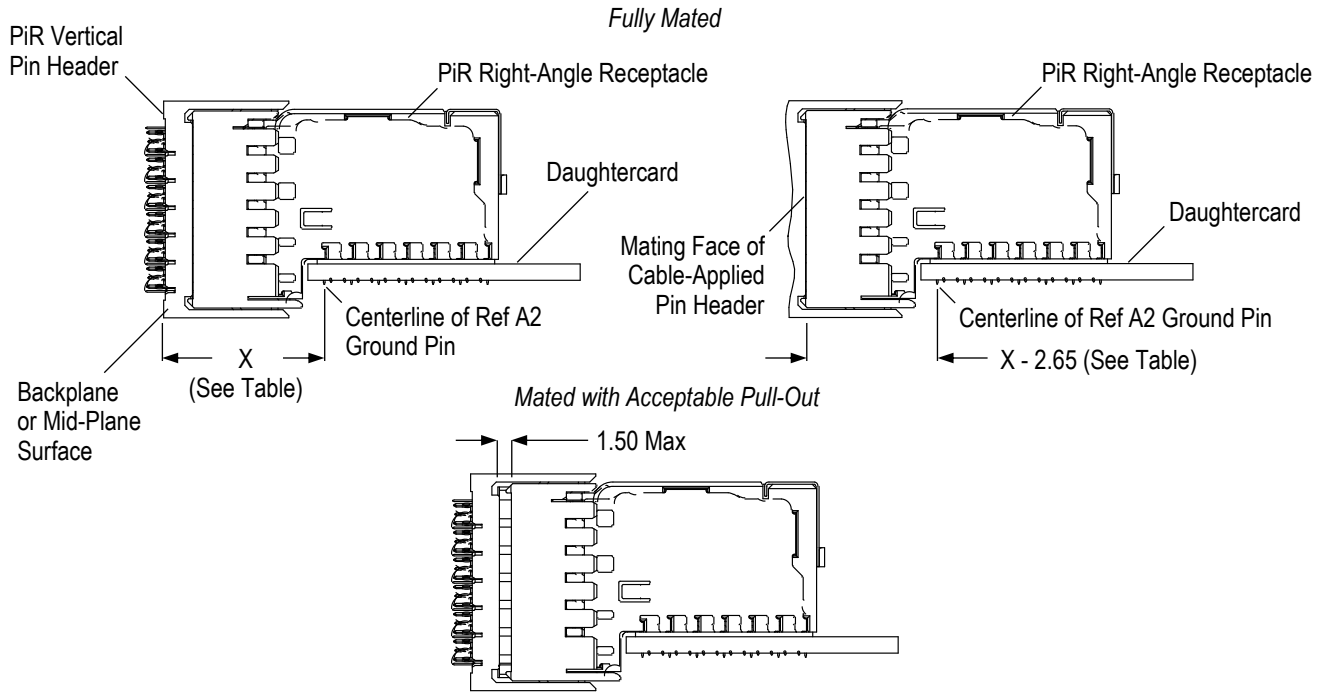 Fully Mated
PiR Vertical
Pin Header
PiR Right-Angle Receptacle
Daughtercard
Centerline of Ref A2
Ground Pin
X
(See Table)
Backplane
or Mid-Plane
Surface
PiR Right-Angle Receptacle
Daughtercard
Mating Face of
Cable-Applied
Pin Header
Centerline of Ref A2 Ground Pin
X - 2.65 (See Table)
Mated with Acceptable Pull-Out
1.50 Max